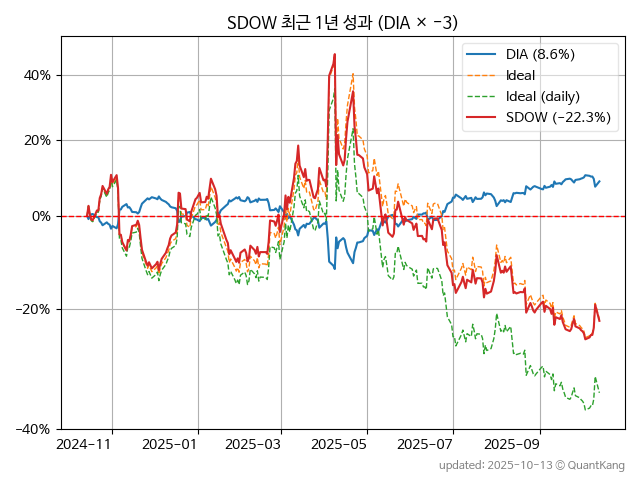 SDOW 최근 1년 성과 (DIA × −3)
DIA (8.6%)
Ideal
Ideal (daily)
SDOW (−22.3%)
40%
20%
0%
−20%
−40%
2024-11
2025-01
2025-03
2025-05
2025-07
2025-09
updated: 2025-10-13 © QuantKang